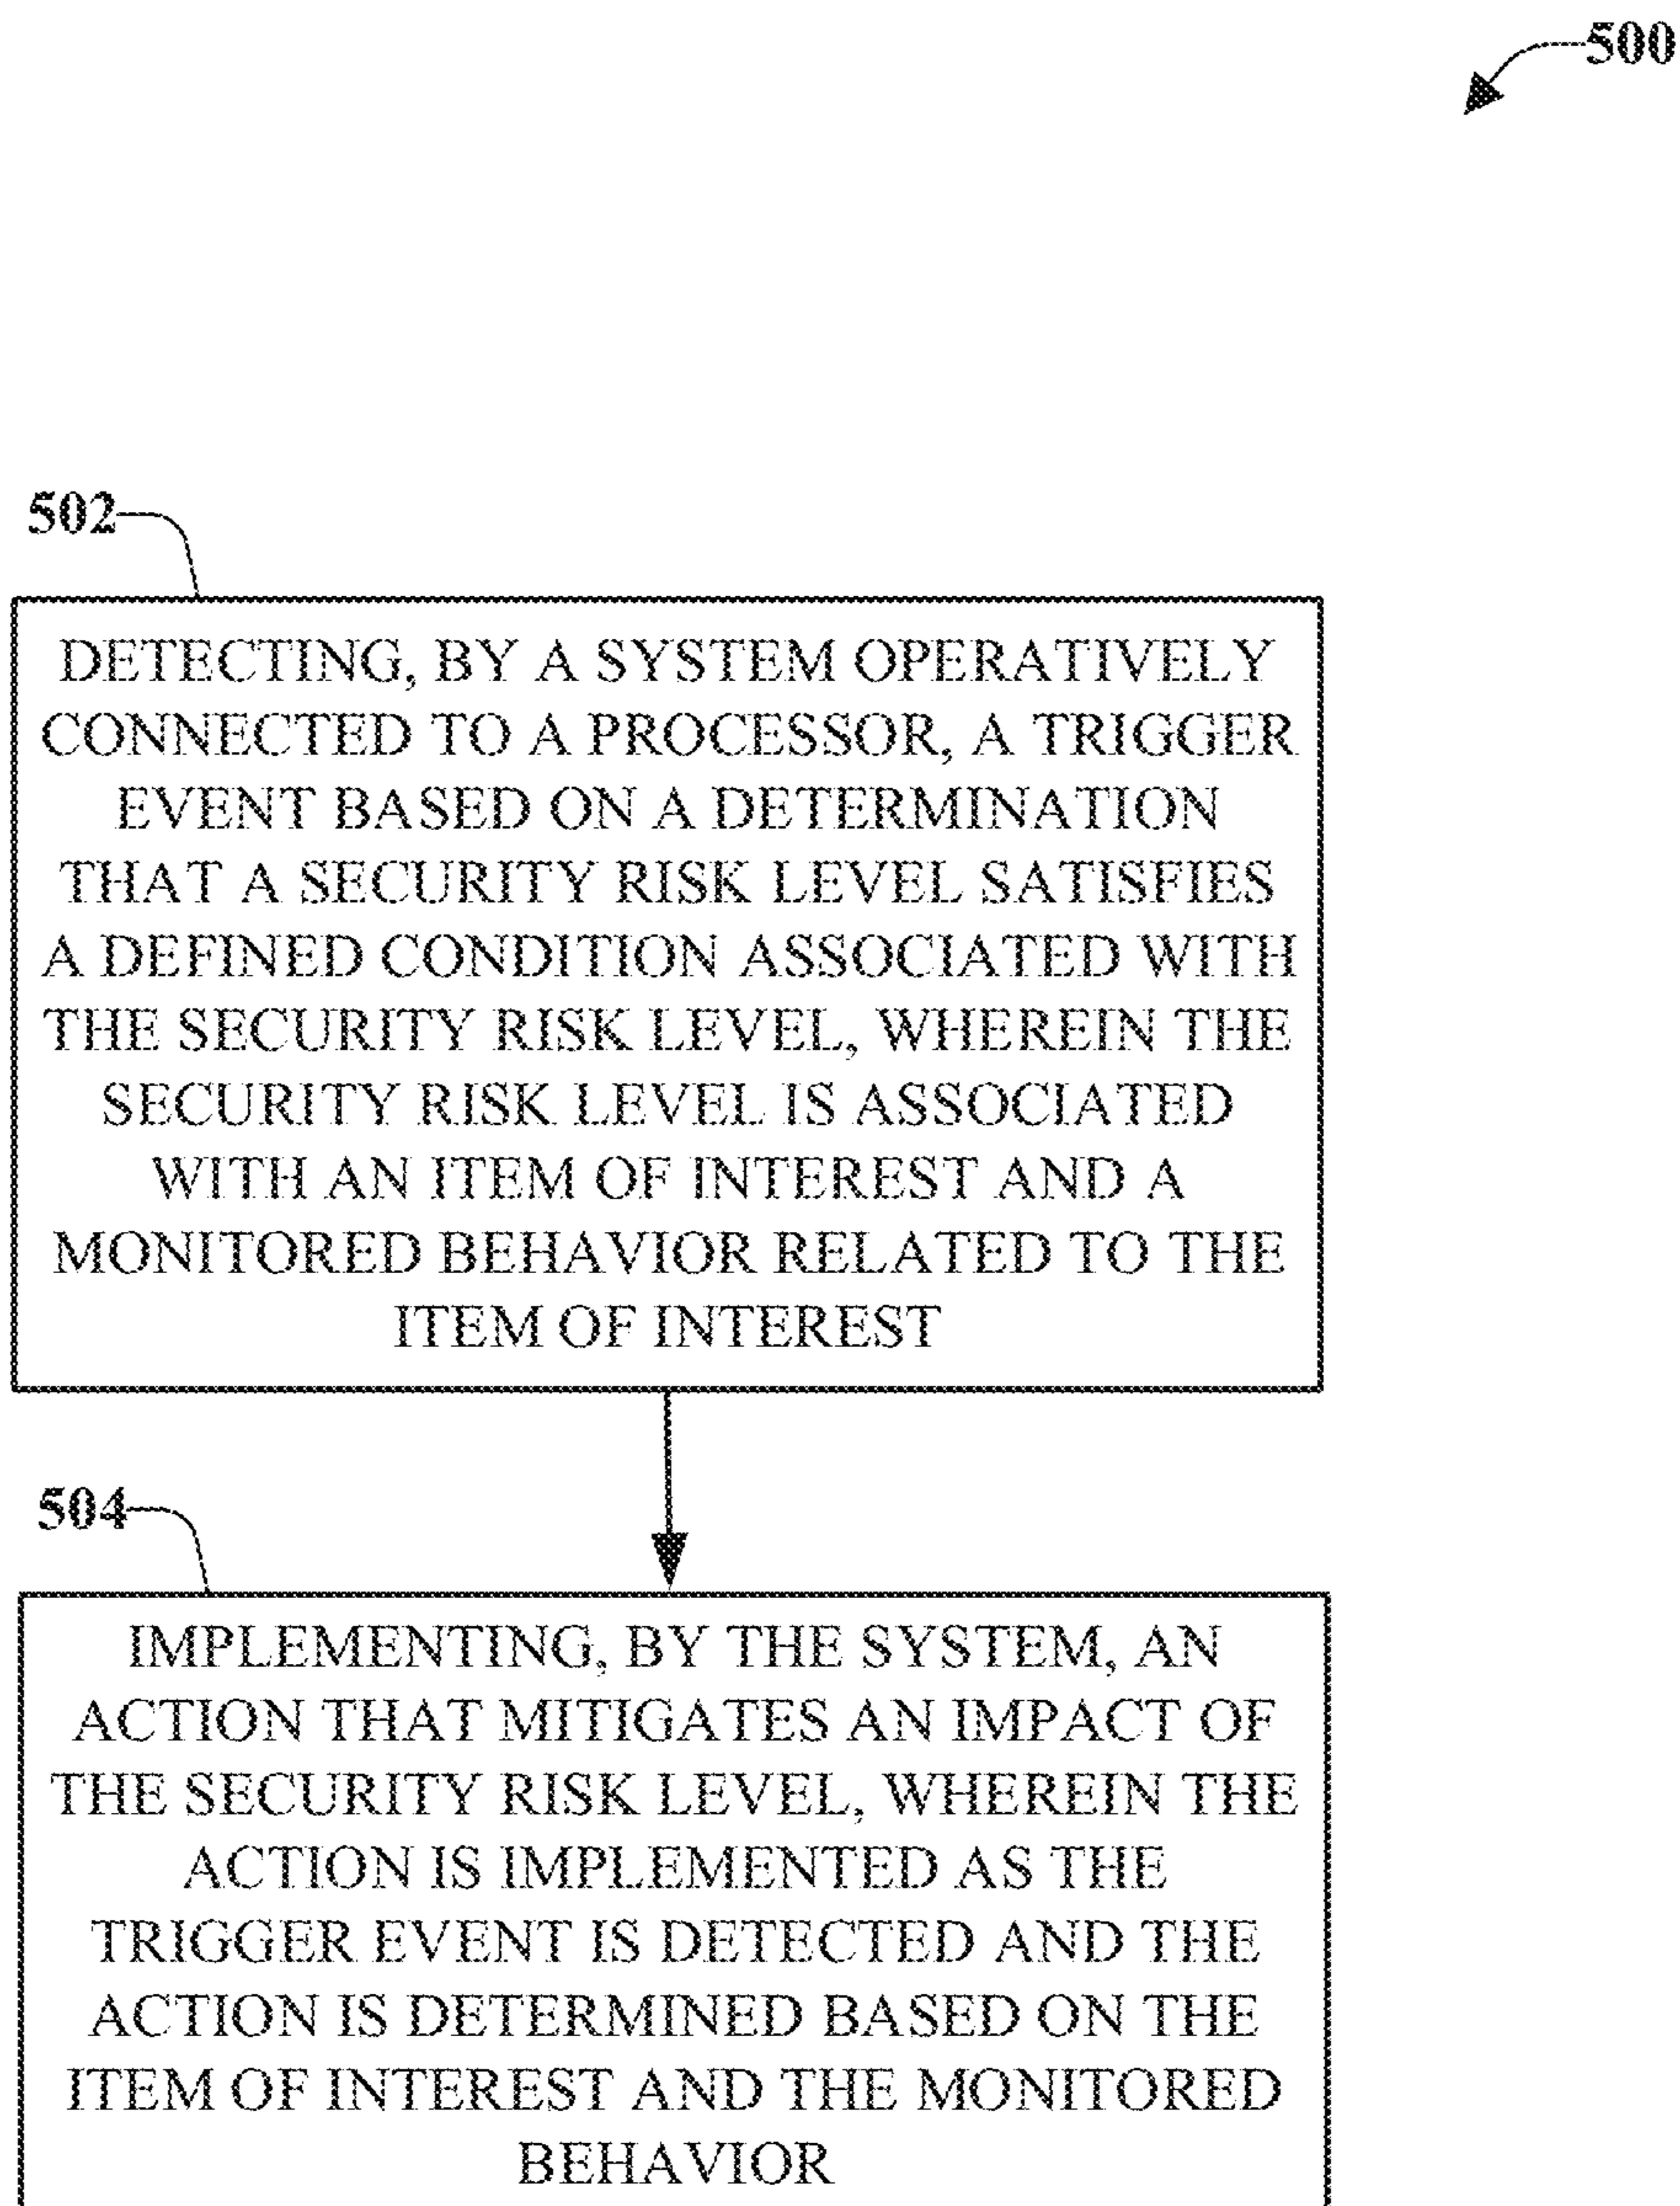 500
502
DETECTING, BY A SYSTEM OPERATIVELY
CONNECTED TO A PROCESSOR, A TRIGGER
EVENT BASED ON A DETERMINATION
THAT A SECURITY RISK LEVEL SATISFIES
A DEFINED CONDITION ASSOCIATED WITH
THE SECURITY RISK LEVEL, WHEREIN THE
SECURITY RISK LEVEL IS ASSOCIATED
WITH AN ITEM OF INTEREST AND A
MONITORED BEHAVIOR RELATED TO THE
ITEM OF INTEREST
504
IMPLEMENTING, BY THE SYSTEM, AN
ACTION THAT MITIGATES AN IMPACT OF
THE SECURITY RISK LEVEL, WHEREIN THE
ACTION IS IMPLEMENTED AS THE
TRIGGER EVENT IS DETECTED AND THE
ACTION IS DETERMINED BASED ON THE
ITEM OF INTEREST AND THE MONITORED
BEHAVIOR